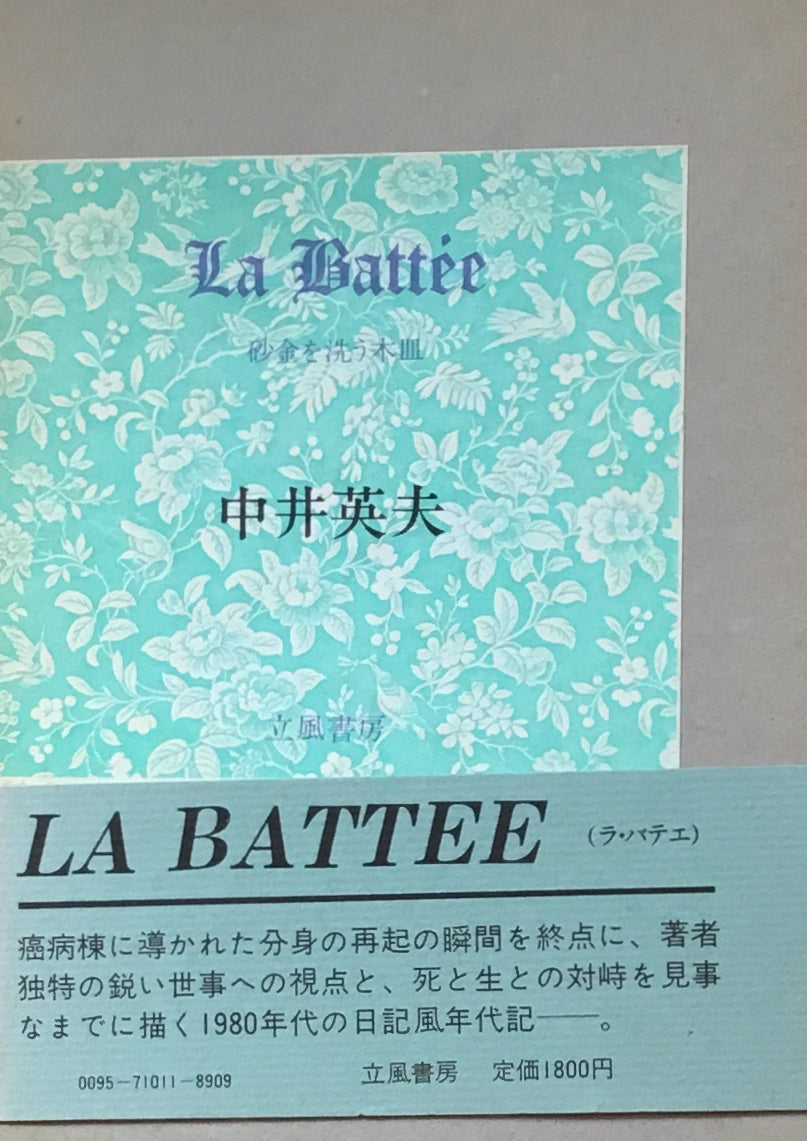 La Battée
砂金を洗う木皿
中井英夫
立風書房
LA BATTEE (ラ・バテエ)
癌病棟に導かれた分身の再起の瞬間を終点に、著者
独特の鋭い世事への視点と、死と生との対峙を見事
なまでに描く1980年代の日記風年代記——。
0095-71011-8909 立風書房 定価1800円